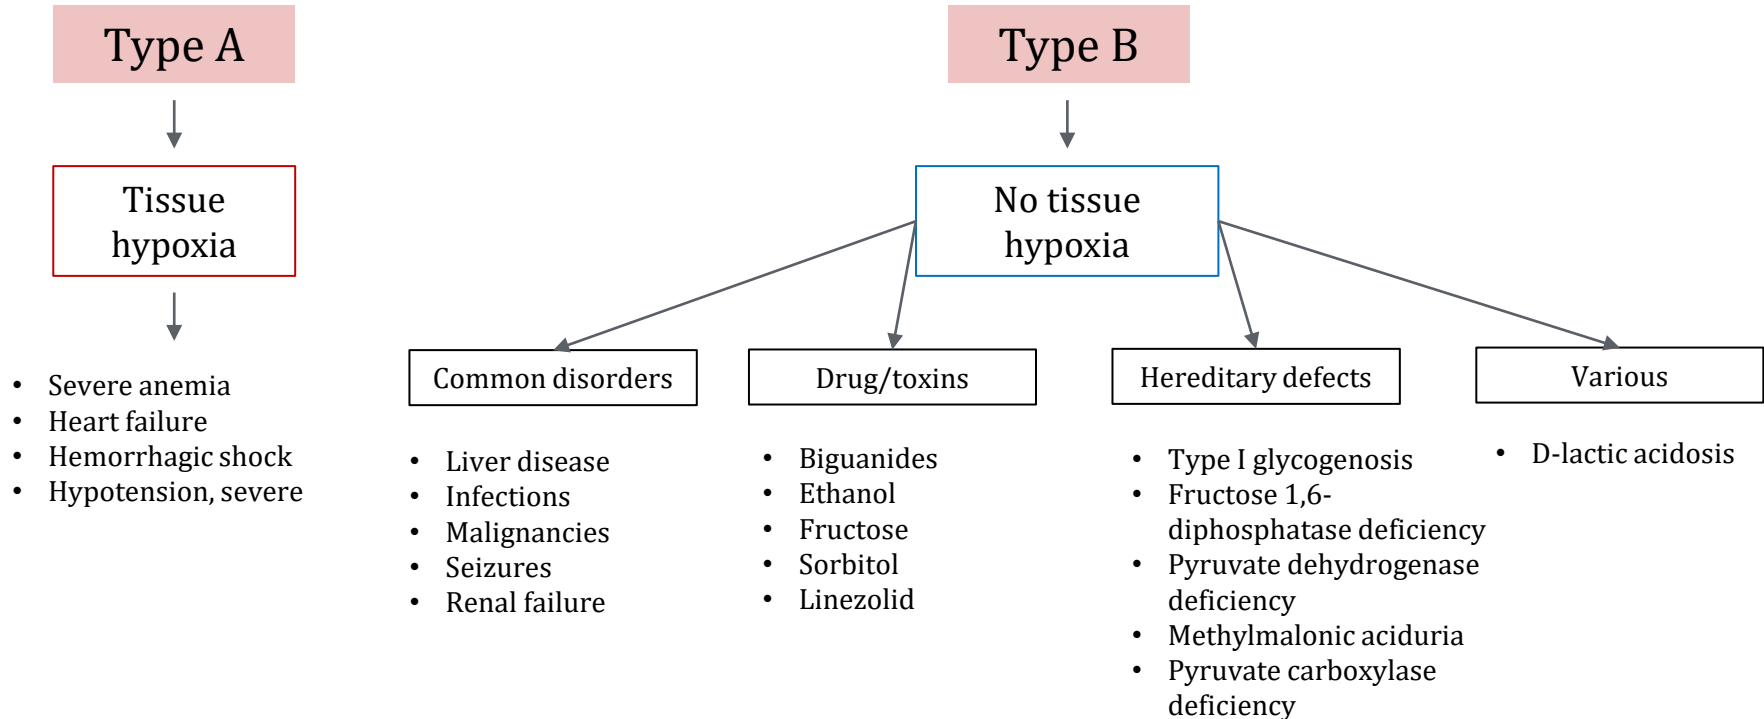 Type A
Type B
Tissue
hypoxia
No tissue
hypoxia
Common disorders
Drug/toxins
Hereditary defects
Various
• Severe anemia
• Heart failure
• Hemorrhagic shock
• Hypotension, severe
• Liver disease
• Infections
• Malignancies
• Seizures
• Renal failure
• Biguanides
• Ethanol
• Fructose
• Sorbitol
• Linezolid
• Type I glycogenosis
• Fructose 1,6-
diphosphatase deficiency
• Pyruvate dehydrogenase
deficiency
• Methylmalonic aciduria
• Pyruvate carboxylase
deficiency
• D-lactic acidosis